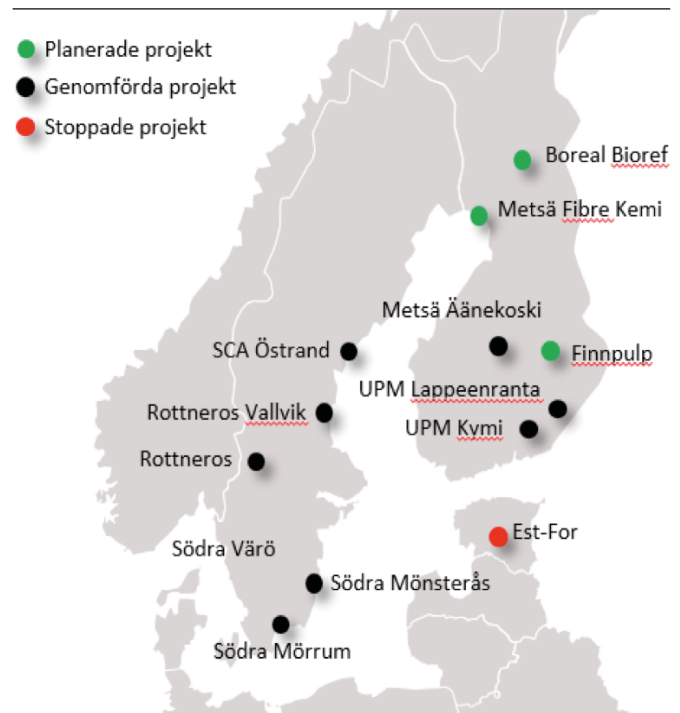 Planerade projekt
Genomförda projekt
Stoppade projekt
Boreal Bioref
Metsä Fibre Kemi
Metsä Äänekoski
SCA Östrand
Finnpulp
UPM Lappeenranta
Rottneros Vallvik
UPM Kymi
Rottneros
Est-For
Södra Värö
Södra Mönsterås
Södra Mörrum